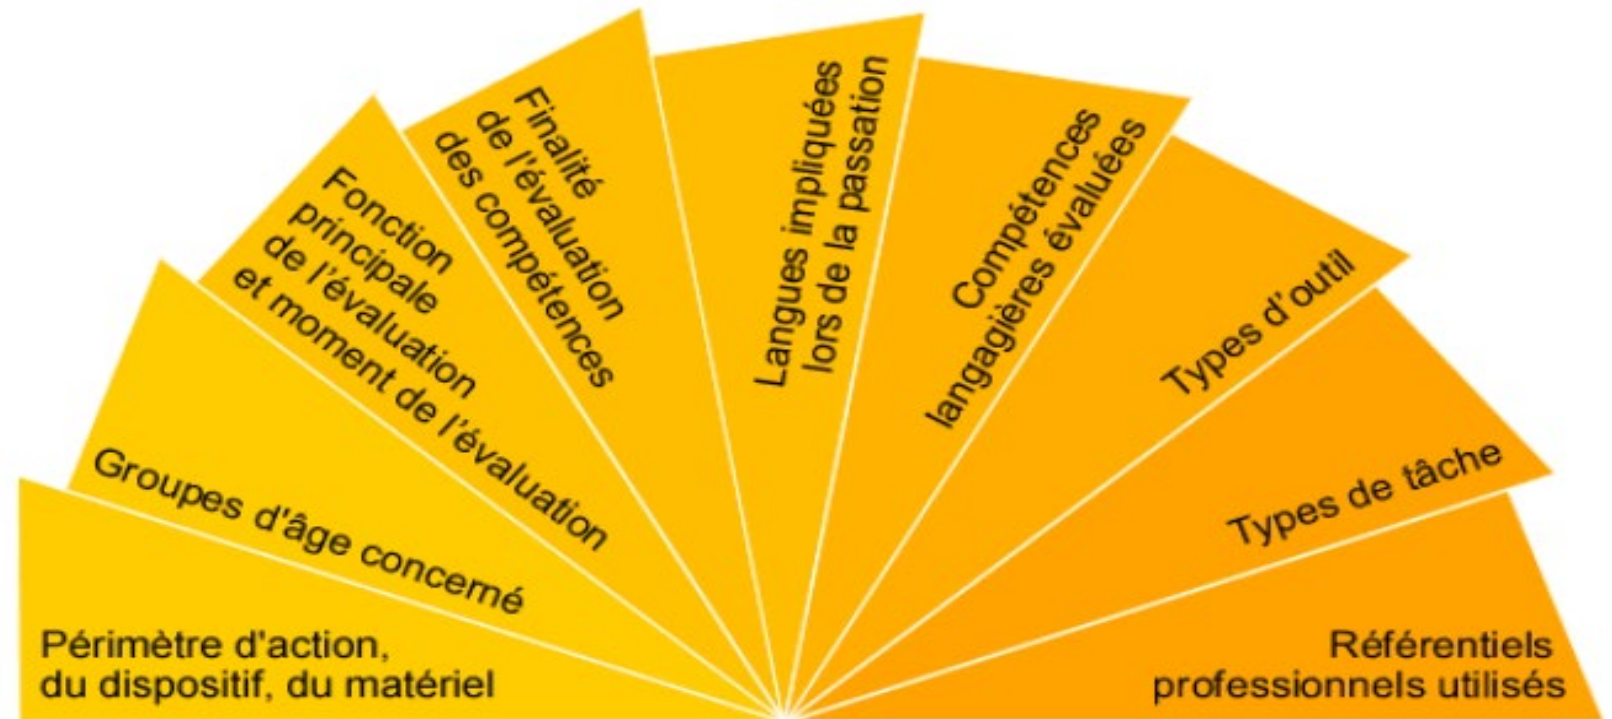 Périmètre d'action,
du dispositif, du matériel
Groupes d'âge concerné
Fonction
principale
de l'évaluation
et moment de l'évaluation
Finalité
de l'évaluation
des compétences
Langues impliquées
lors de la passation
Compétences
langagières évaluées
Types d'outil
Types de tâche
Référentiels
professionnels utilisés